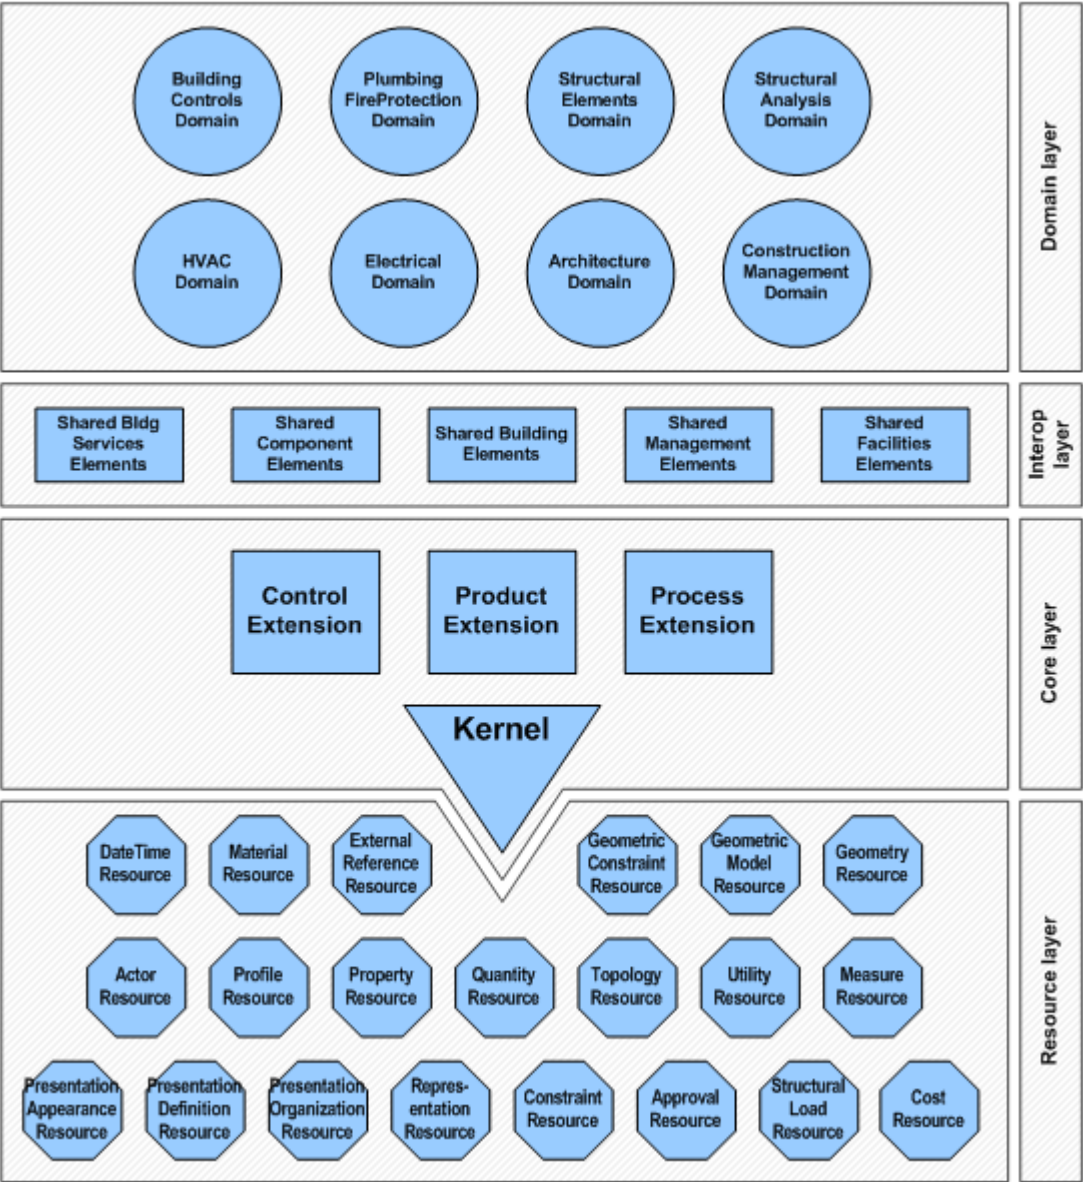 Building
Controls
Domain
Plumbing
FireProtection
Domain
Structural
Elements
Domain
Structural
Analysis
Domain
HVAC
Domain
Electrical
Domain
Architecture
Domain
Construction
Management
Domain
Domain layer
Shared Bldg
Services
Elements
Shared
Component
Elements
Shared Building
Elements
Shared
Management
Elements
Shared
Facilities
Elements
Interop
layer
Control
Extension
Product
Extension
Process
Extension
Kernel
Core layer
DateTime
Resource
Material
Resource
External
Reference
Resource
Geometric
Constraint
Resource
Geometric
Model
Resource
Geometry
Resource
Actor
Resource
Profile
Resource
Property
Resource
Quantity
Resource
Topology
Resource
Utility
Resource
Measure
Resource
Presentation
Appearance
Resource
Presentation
Definition
Resource
Presentation
Organization
Resource
Repres-
entation
Resource
Constraint
Resource
Approval
Resource
Structural
Load
Resource
Cost
Resource
Resource layer